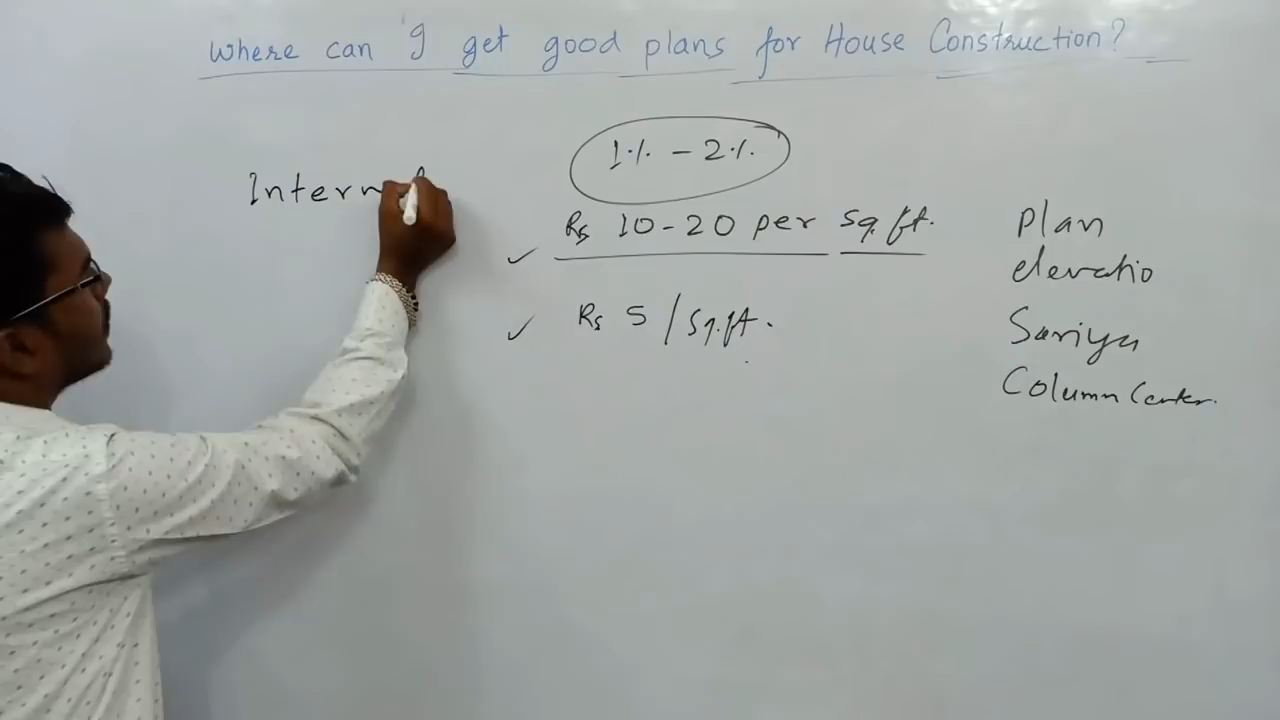 Where can I get good plans for House Construction?
1% - 2%
Intern
Rs 10-20 per sq.ft.
Rs 5 / sq.ft.
Plan
elevatio
Sariya
Column Center.